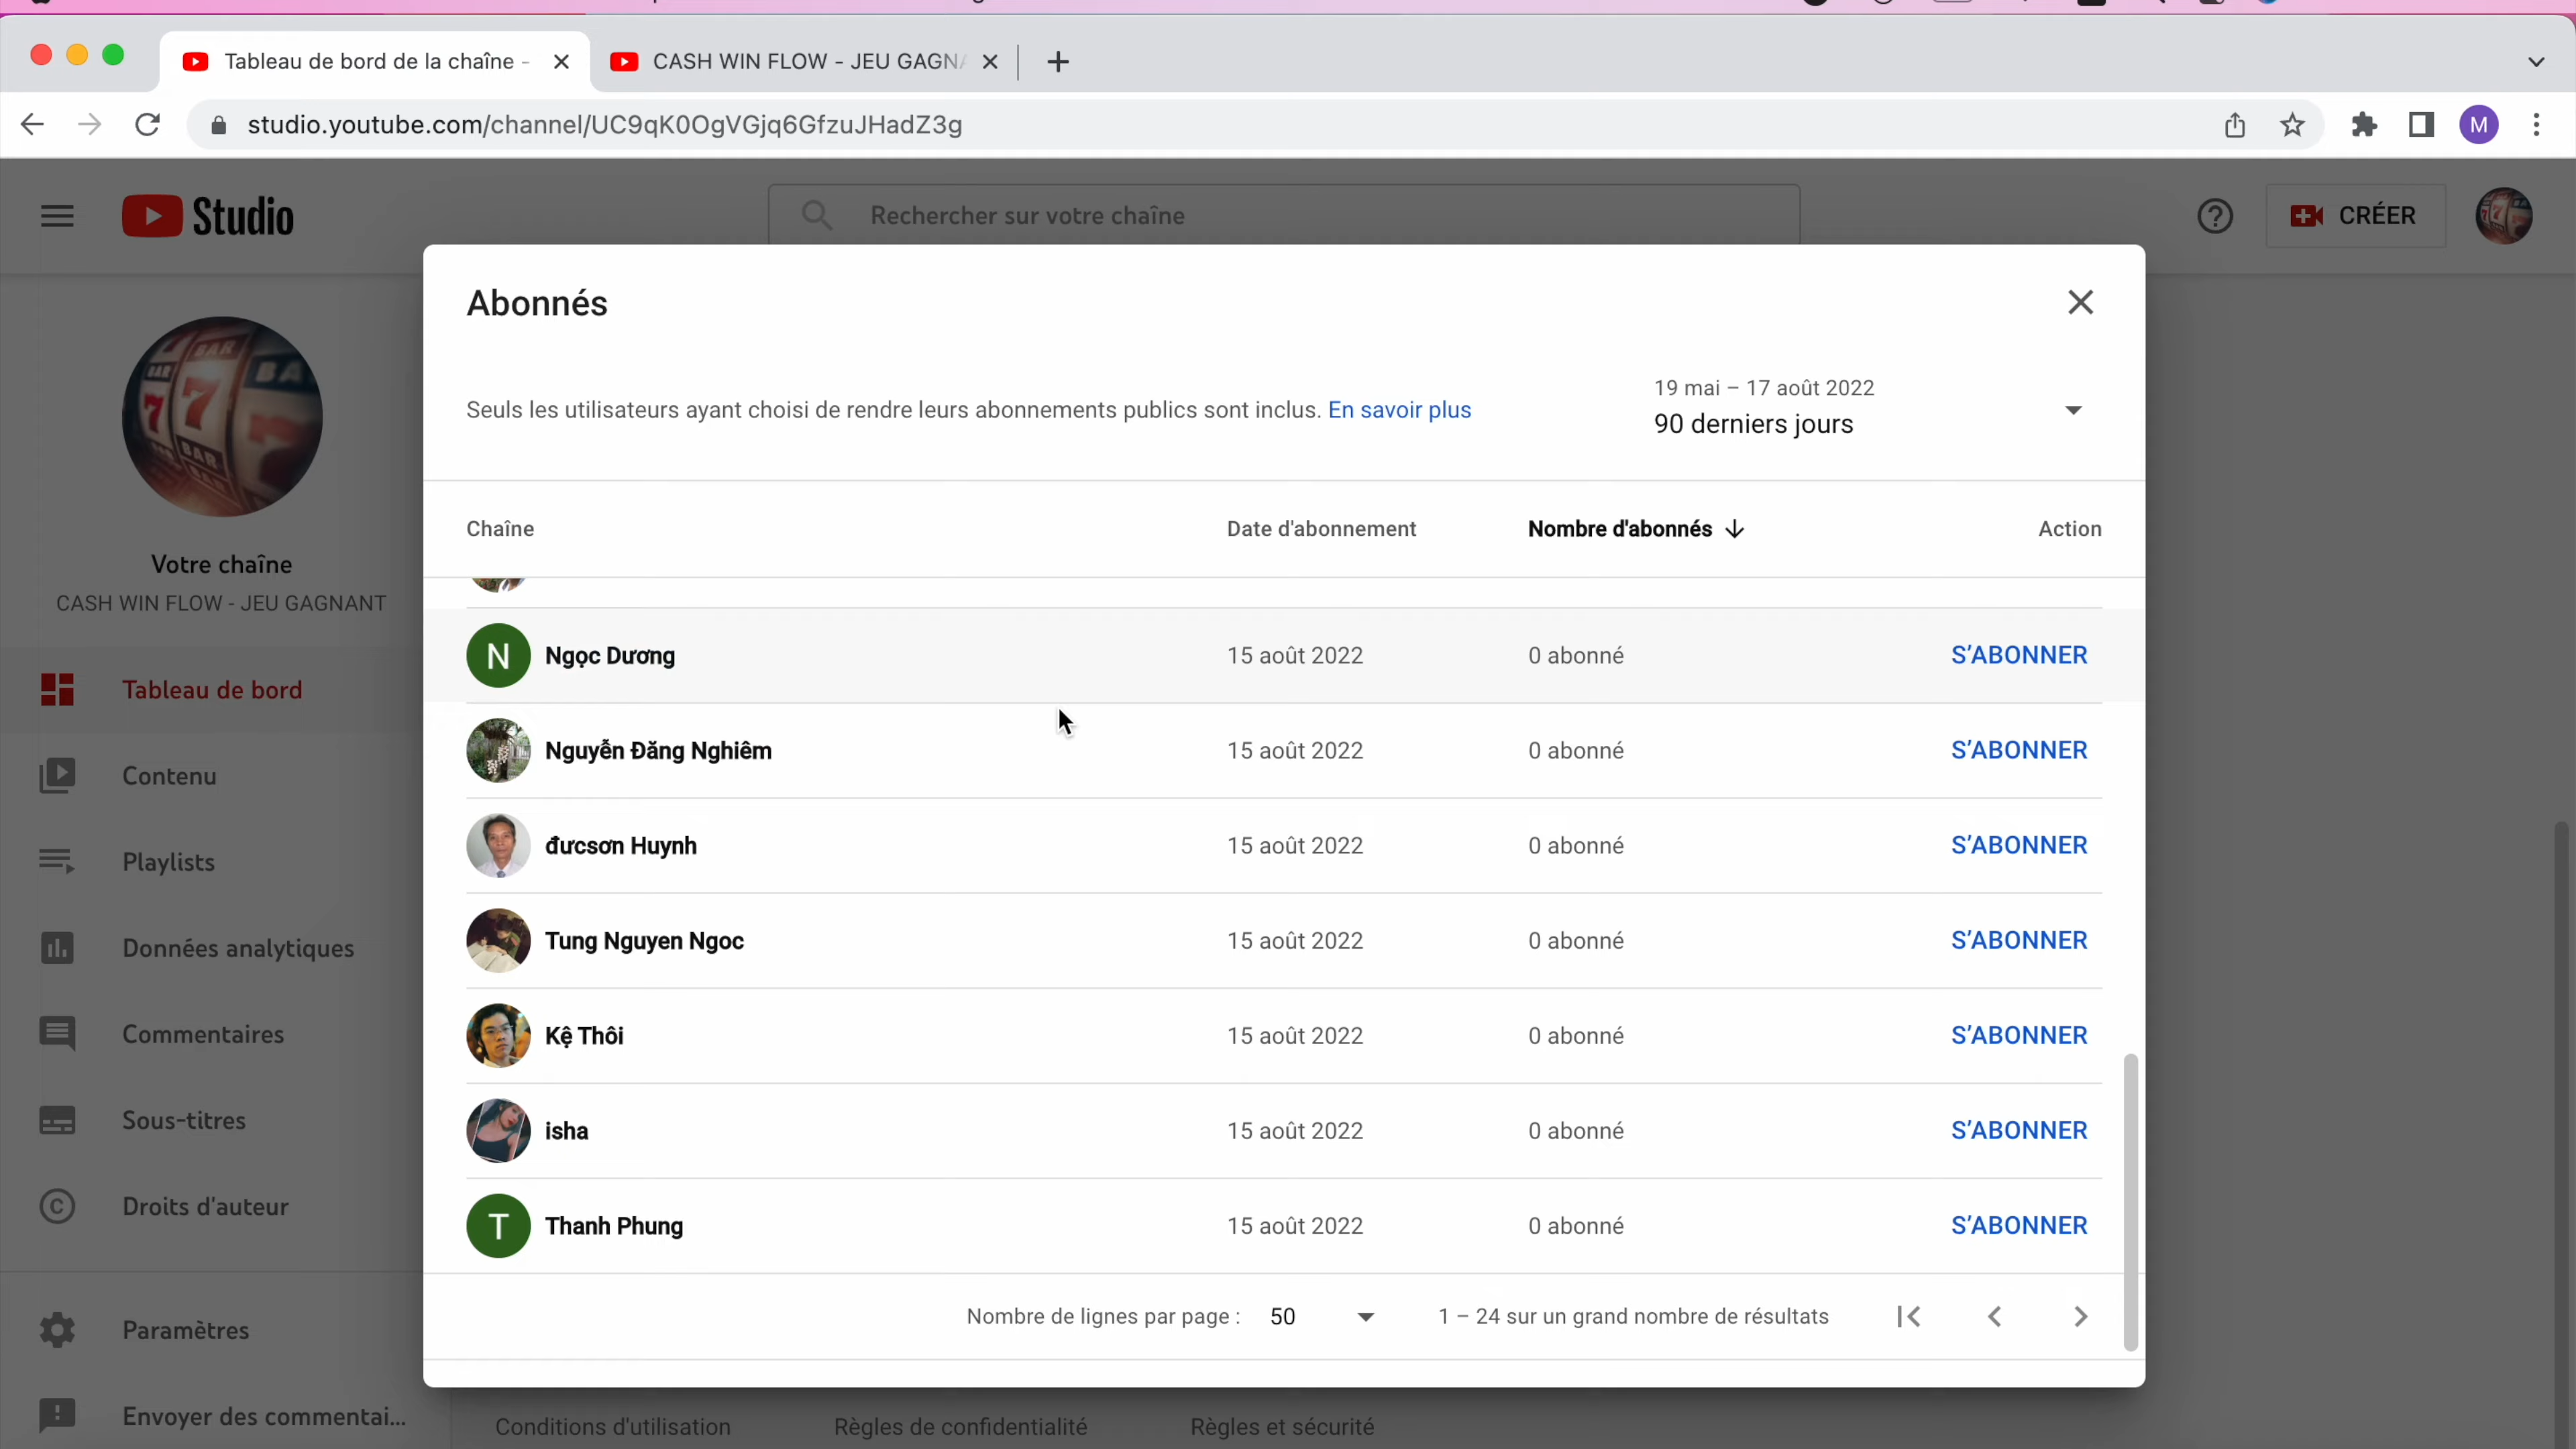 Tableau de bord de la chaîne -
CASH WIN FLOW - JEU GAGNA
studio.youtube.com/channel/UC9qK0OgVGjq6GfzuJHadZ3g
M
Studio
Rechercher sur votre chaîne
CRÉER
Abonnés
Seuls les utilisateurs ayant choisi de rendre leurs abonnements publics sont inclus. En savoir plus
19 mai – 17 août 2022
90 derniers jours
BAR
BA
7
BAR
BAR
Votre chaîne
CASH WIN FLOW - JEU GAGNANT
Tableau de bord
Contenu
Playlists
Données analytiques
Commentaires
Sous-titres
Droits d'auteur
Paramètres
Envoyer des commentai...
Chaîne Date d'abonnement Nombre d'abonnés Action
N Ngọc Dương 15 août 2022 0 abonné S'ABONNER
Nguyễn Đăng Nghiêm 15 août 2022 0 abonné S'ABONNER
đưcsơn Huynh 15 août 2022 0 abonné S'ABONNER
Tung Nguyen Ngoc 15 août 2022 0 abonné S'ABONNER
Kệ Thôi 15 août 2022 0 abonné S'ABONNER
isha 15 août 2022 0 abonné S'ABONNER
T Thanh Phung 15 août 2022 0 abonné S'ABONNER
Nombre de lignes par page : 50 1 – 24 sur un grand nombre de résultats
Conditions d'utilisation Règles de confidentialité Règles et sécurité